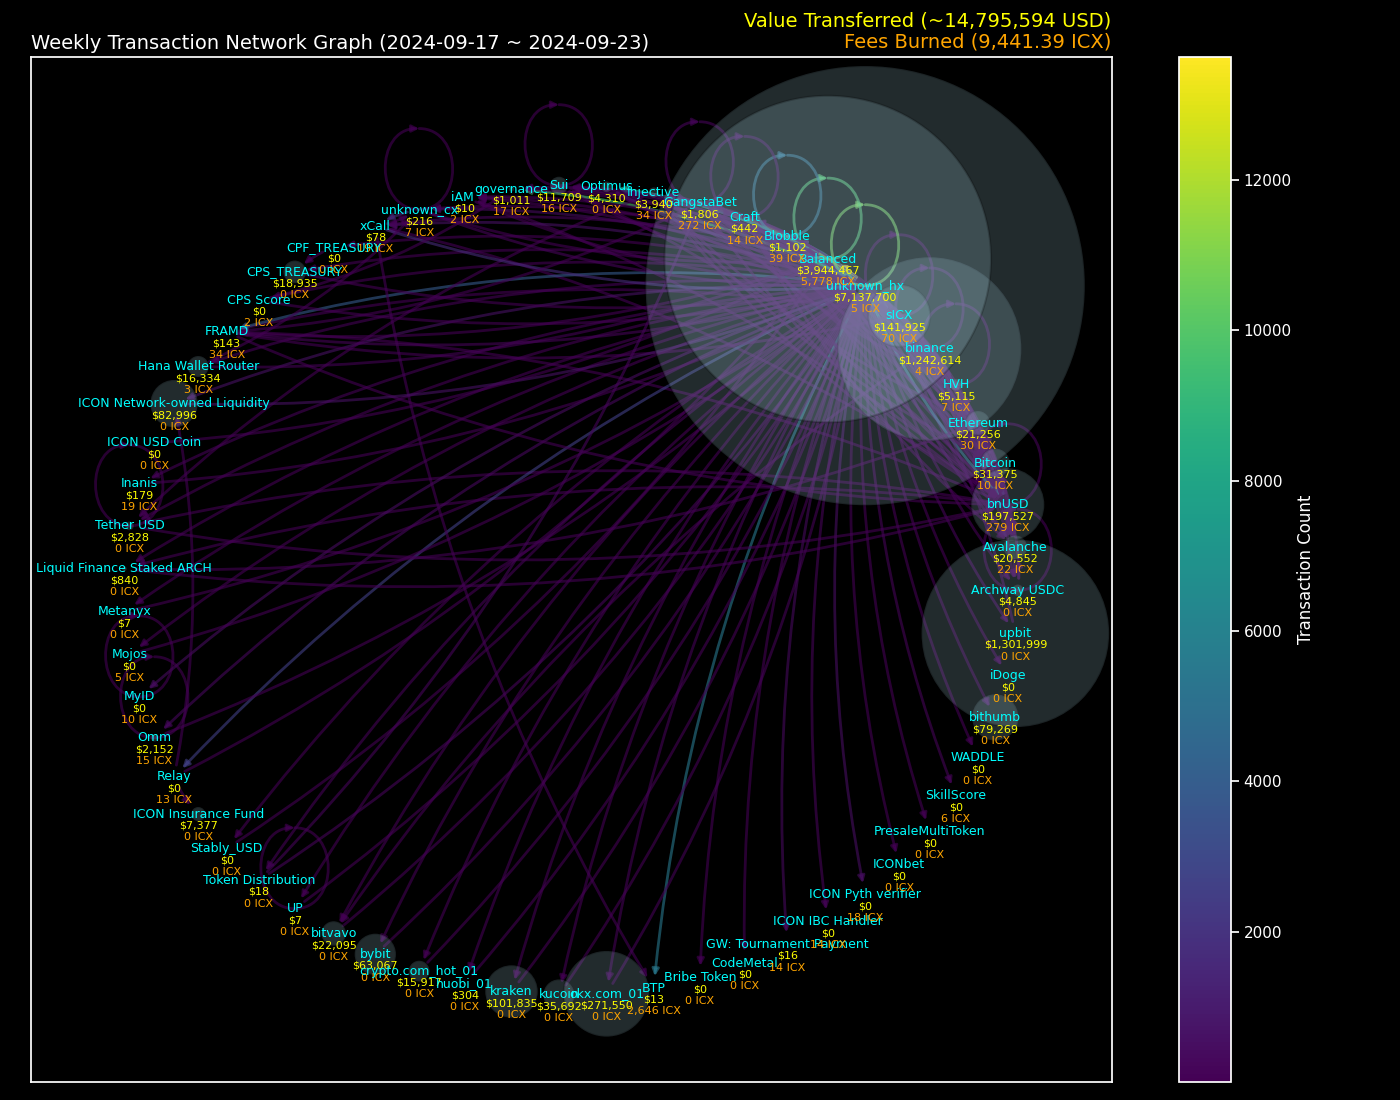 Value Transferred (~14,795,594 USD)
Weekly Transaction Network Graph (2024-09-17 ~ 2024-09-23)
Fees Burned (9,441.39 ICX)
governance
$1,011
17 ICX
Sui
$11,709
16 ICX
Optimus
$4,310
0 ICX
Injective
$3,940
34 ICX
GangstaBet
$1,806
272 ICX
Craft
$442
14 ICX
Blobble
$1,102
39 ICX
Balanced
$3,944,467
5,778 ICX
unknown_hx
$7,137,700
5 ICX
sICX
$141,925
70 ICX
binance
$1,242,614
4 ICX
HVH
$5,115
7 ICX
Ethereum
$21,256
30 ICX
Bitcoin
$31,375
10 ICX
bnUSD
$197,527
279 ICX
Avalanche
$20,552
22 ICX
Archway USDC
$4,845
0 ICX
upbit
$1,301,999
0 ICX
iDoge
$0
0 ICX
bithumb
$79,269
0 ICX
WADDLE
$0
0 ICX
SkillScore
$0
6 ICX
PresaleMultiToken
$0
0 ICX
ICONbet
$0
0 ICX
ICON Pyth verifier
$0
18 ICX
ICON IBC Handler
$0
GW: Tournament Payment
$16
14 ICX
CodeMetal
$0
0 ICX
Bribe Token
$0
0 ICX
BTP
$13
2,646 ICX
okx.com_01
$271,550
0 ICX
kucoin
$35,692
0 ICX
kraken
$101,835
0 ICX
huobi_01
$304
0 ICX
crypto.com_hot_01
$15,917
0 ICX
bybit
$63,067
0 ICX
bitvavo
$22,095
0 ICX
UP
$7
0 ICX
Token Distribution
$18
0 ICX
Stably_USD
$0
0 ICX
ICON Insurance Fund
$7,377
0 ICX
Relay
$0
13 ICX
Omm
$2,152
15 ICX
MyID
$0
10 ICX
Mojos
$0
5 ICX
Metanyx
$7
0 ICX
Liquid Finance Staked ARCH
$840
0 ICX
Tether USD
$2,828
0 ICX
Inanis
$179
19 ICX
ICON USD Coin
$0
0 ICX
ICON Network-owned Liquidity
$82,996
0 ICX
Hana Wallet Router
$16,334
3 ICX
FRAMD
$143
34 ICX
CPS Score
$0
2 ICX
CPS_TREASURY
$18,935
0 ICX
CPF_TREASURY
$0
0 ICX
xCall
$78
unknown_cx
$216
7 ICX
iAM
$10
2 ICX
12000
10000
8000
6000
4000
2000
Transaction Count